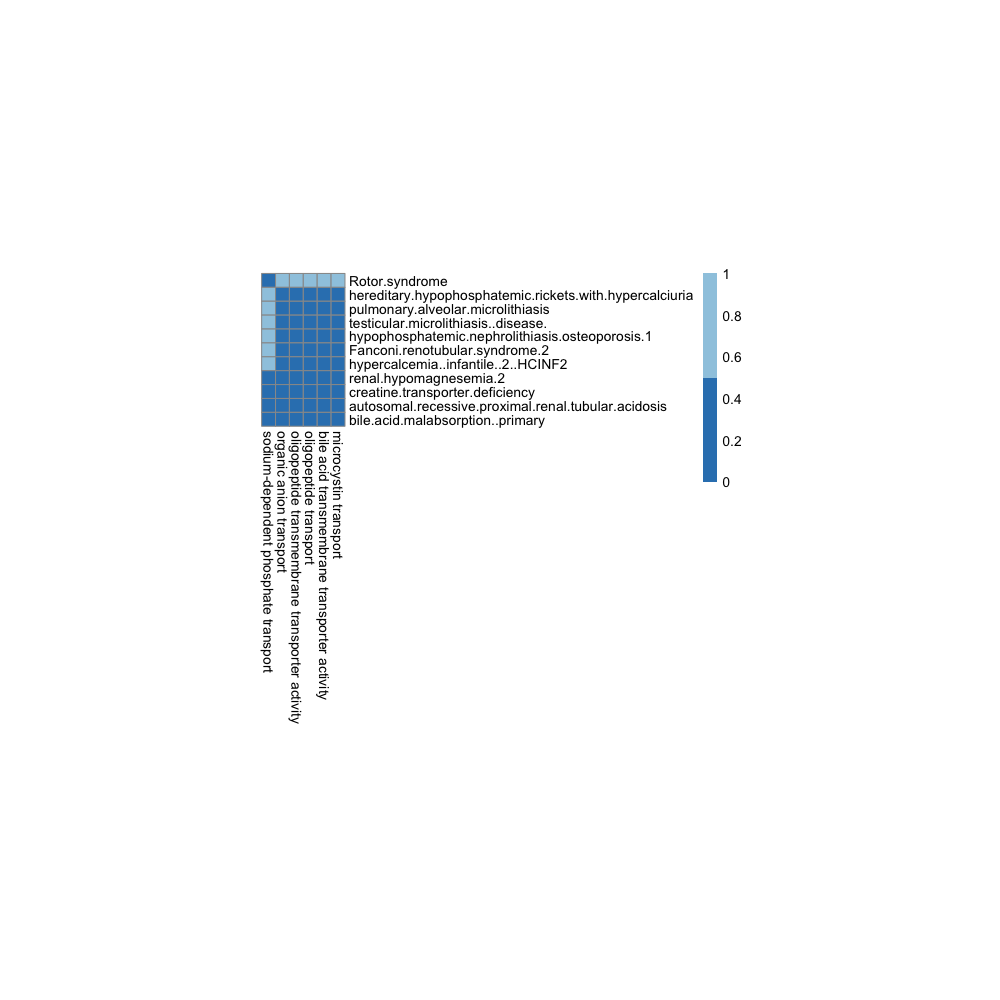 Rotor.syndrome
hereditary.hypophosphatemic.rickets.with.hypercalciuria
pulmonary.alveolar.microlithiasis
testicular.microlithiasis..disease.
hypophosphatemic.nephrolithiasis.osteoporosis.1
Fanconi.renotubular.syndrome.2
hypercalcemia..infantile..2..HCINF2
renal.hypomagnesemia.2
creatine.transporter.deficiency
autosomal.recessive.proximal.renal.tubular.acidosis
bile.acid.malabsorption..primary
sodium-dependent phosphate transport
organic anion transport
oligopeptide transmembrane transporter activity
oligopeptide transport
bile acid transmembrane transporter activity
microcystin transport
1
0.8
0.6
0.4
0.2
0